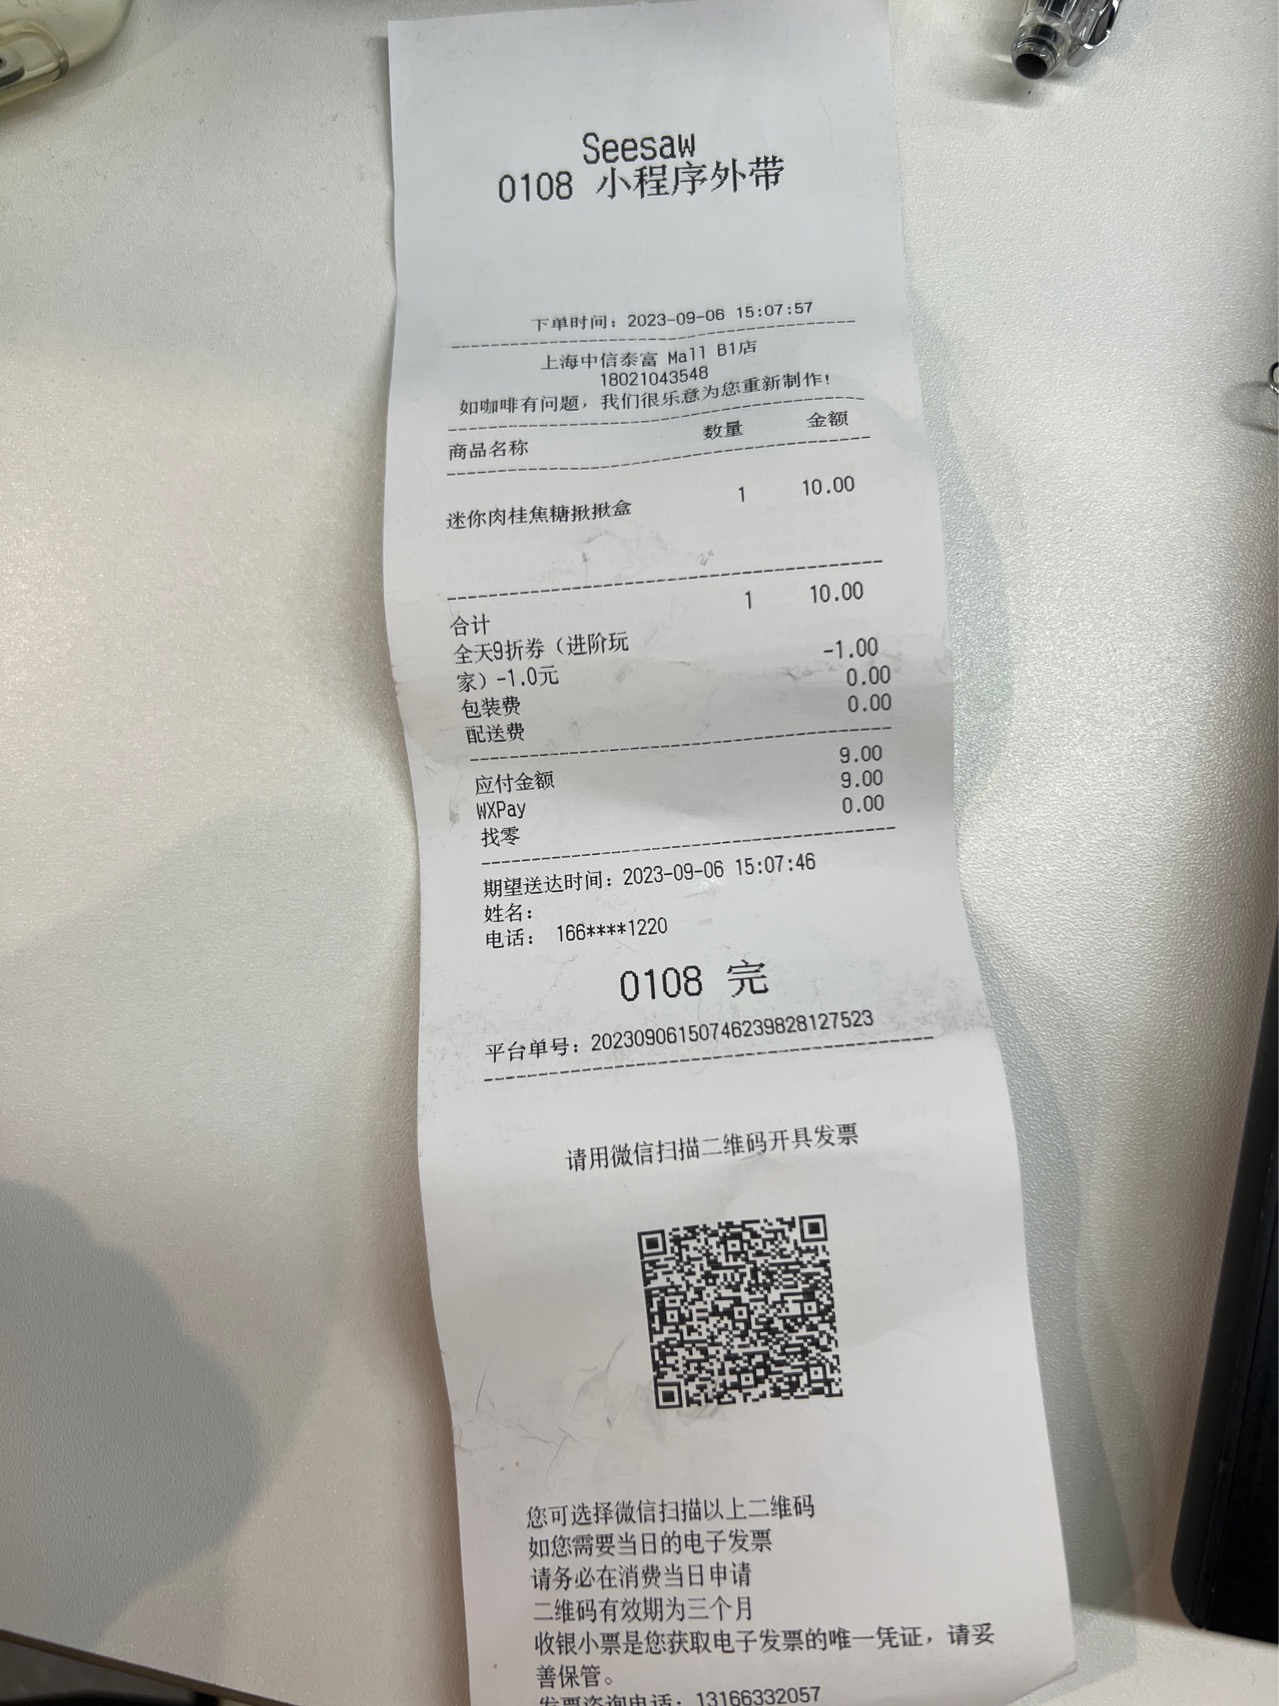 Seesaw
0108 小程序外带
下单时间：2023-09-06 15:07:57
上海中信泰富 Mall B1店
18021043548
如咖啡有问题，我们很乐意为您重新制作！
商品名称 数量 金额
迷你肉桂焦糖揪揪盒 1 10.00
合计 1 10.00
全天9折券（进阶玩
家）-1.0元 -1.00
包装费 0.00
配送费 0.00
应付金额 9.00
WXPay 9.00
找零 0.00
期望送达时间：2023-09-06 15:07:46
姓名：
电话： 166****1220
0108 完
平台单号：20230906150746239828127523
请用微信扫描二维码开具发票
您可选择微信扫描以上二维码
如您需要当日的电子发票
请务必在消费当日申请
二维码有效期为三个月
收银小票是您获取电子发票的唯一凭证，请妥
善保管。
发票咨询电话：13166332057